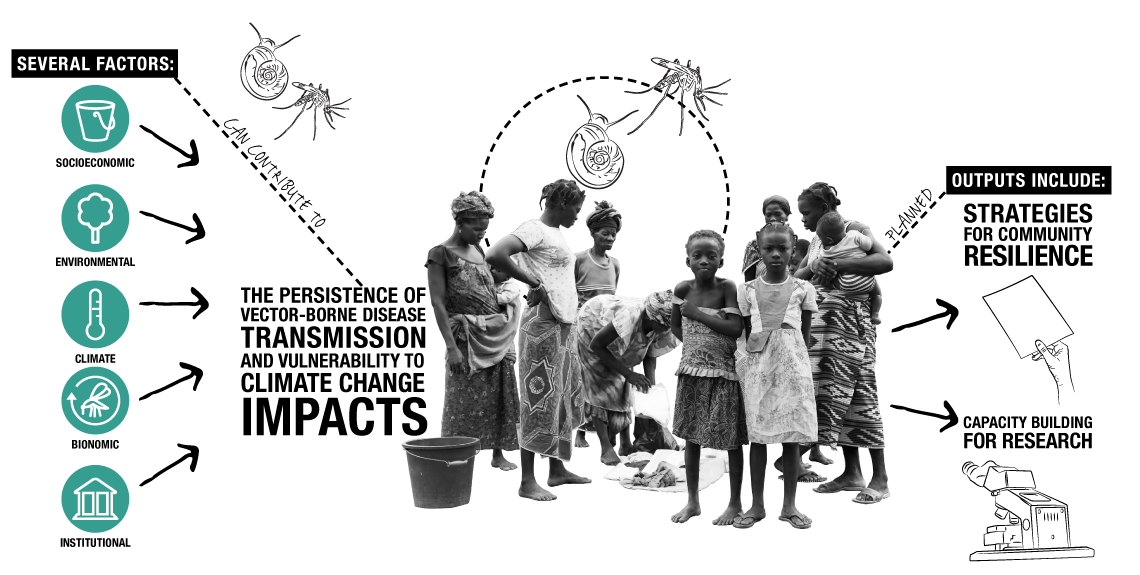 SEVERAL FACTORS:
SOCIOECONOMIC
ENVIRONMENTAL
CLIMATE
BIONOMIC
INSTITUTIONAL
CAN CONTRIBUTE TO
THE PERSISTENCE OF
VECTOR-BORNE DISEASE
TRANSMISSION
AND VULNERABILITY TO
CLIMATE CHANGE
IMPACTS
PLANNED
OUTPUTS INCLUDE:
STRATEGIES
FOR COMMUNITY
RESILIENCE
CAPACITY BUILDING
FOR RESEARCH